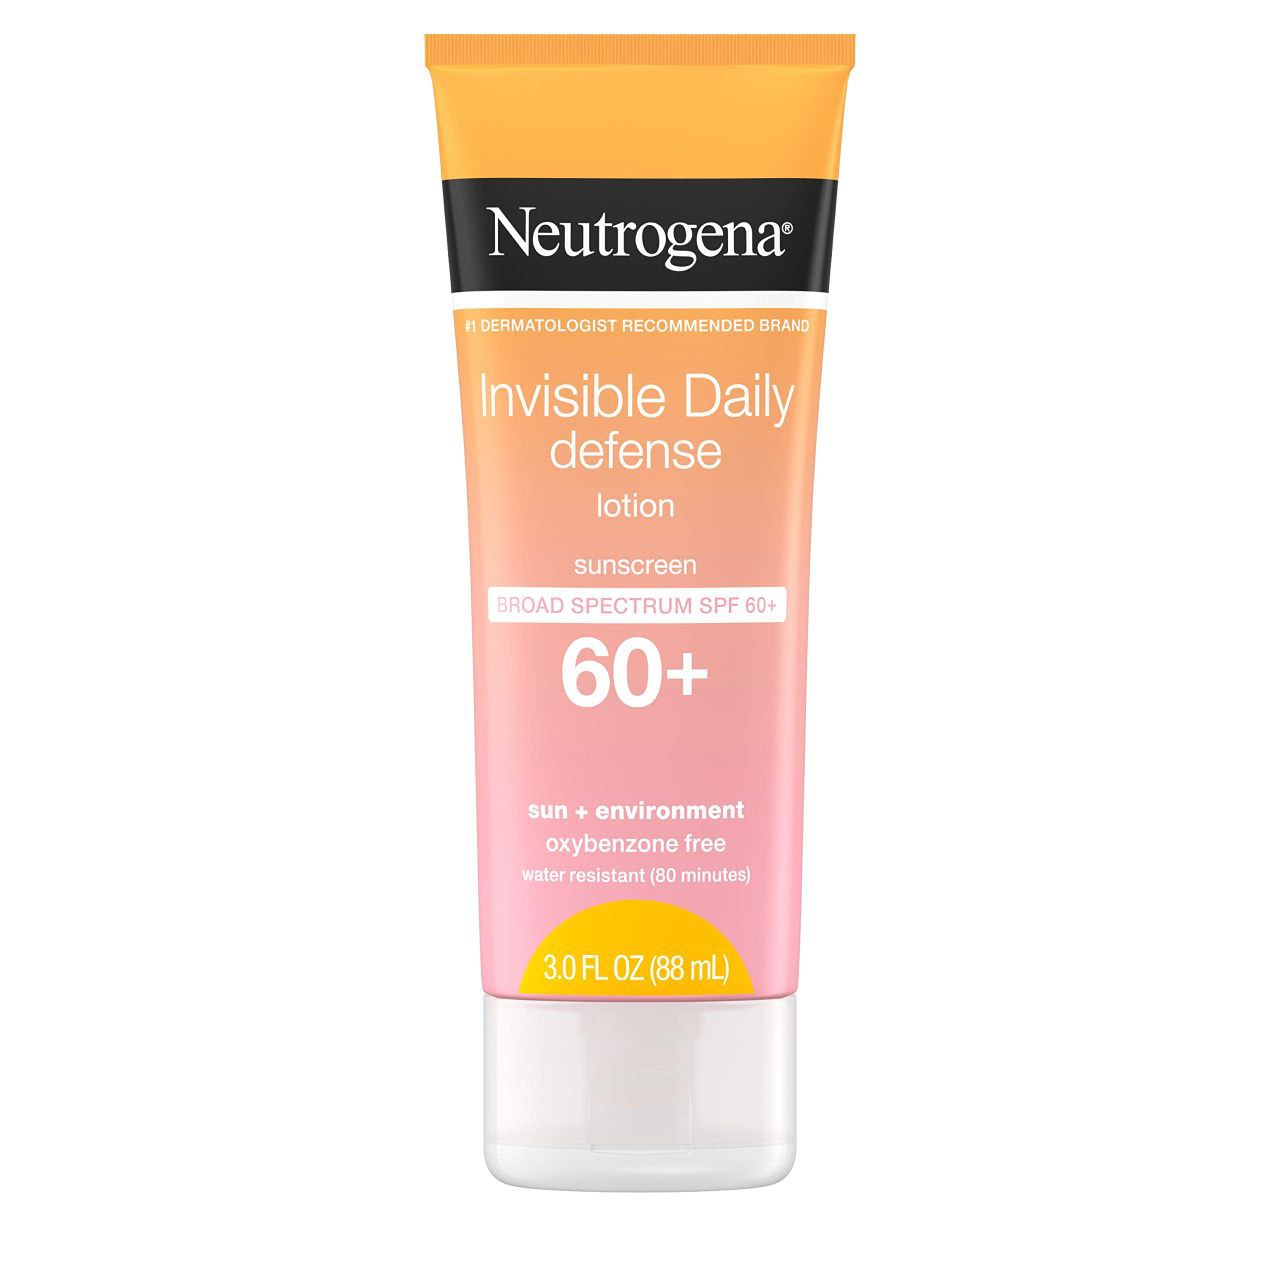 Neutrogena®
#1 DERMATOLOGIST RECOMMENDED BRAND
Invisible Daily
defense
lotion
sunscreen
BROAD SPECTRUM SPF 60+
60+
sun + environment
oxybenzone free
water resistant (80 minutes)
3.0 FL OZ (88 mL)